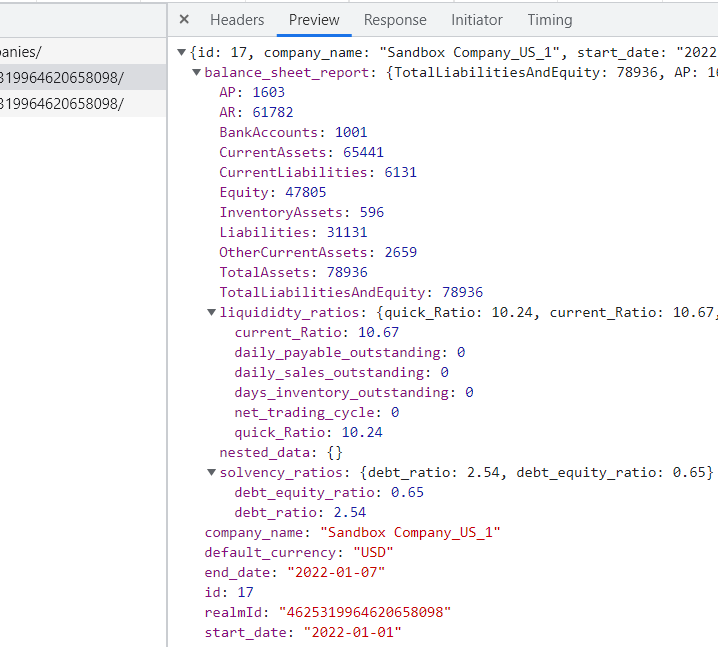 × Headers Preview Response Initiator Timing
panies/
319964620658098/
319964620658098/
▼{id: 17, company_name: "Sandbox Company_US_1", start_date: "2022
▼balance_sheet_report: {TotalLiabilitiesAndEquity: 78936, AP: 16
AP: 1603
AR: 61782
BankAccounts: 1001
CurrentAssets: 65441
CurrentLiabilities: 6131
Equity: 47805
InventoryAssets: 596
Liabilities: 31131
OtherCurrentAssets: 2659
TotalAssets: 78936
TotalLiabilitiesAndEquity: 78936
▼liquididty_ratios: {quick_Ratio: 10.24, current_Ratio: 10.67,
current_Ratio: 10.67
daily_payable_outstanding: 0
daily_sales_outstanding: 0
days_inventory_outstanding: 0
net_trading_cycle: 0
quick_Ratio: 10.24
nested_data: {}
▼solvency_ratios: {debt_ratio: 2.54, debt_equity_ratio: 0.65}
debt_equity_ratio: 0.65
debt_ratio: 2.54
company_name: "Sandbox Company_US_1"
default_currency: "USD"
end_date: "2022-01-07"
id: 17
realmId: "4625319964620658098"
start_date: "2022-01-01"